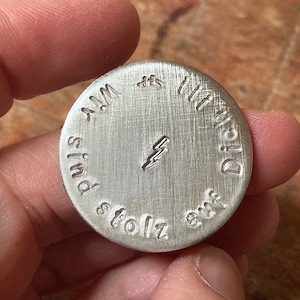 Wir sind stolz auf Dich